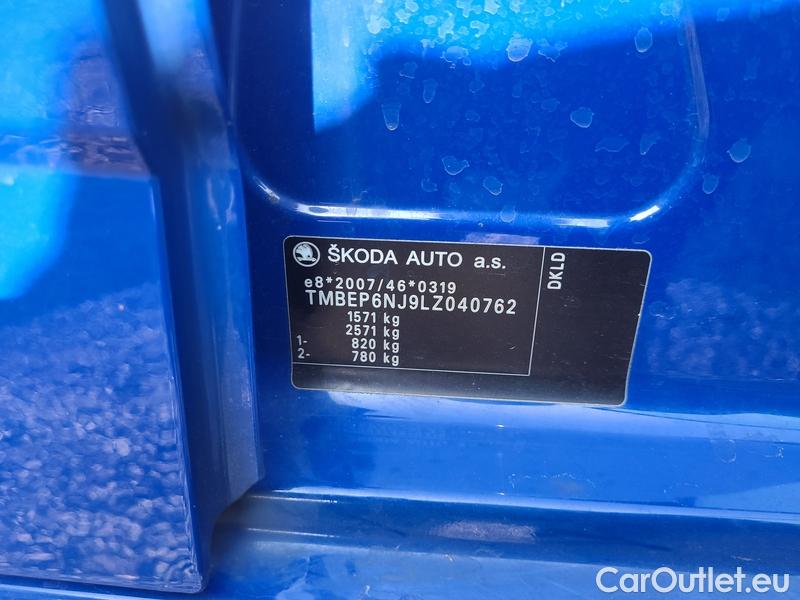 ŠKODA AUTO a.s.
e8*2007/46*0319
TMBEP6NJ9LZ040762
1571 kg
2571 kg
1- 820 kg
2- 780 kg
DKLD
CarOutlet.eu